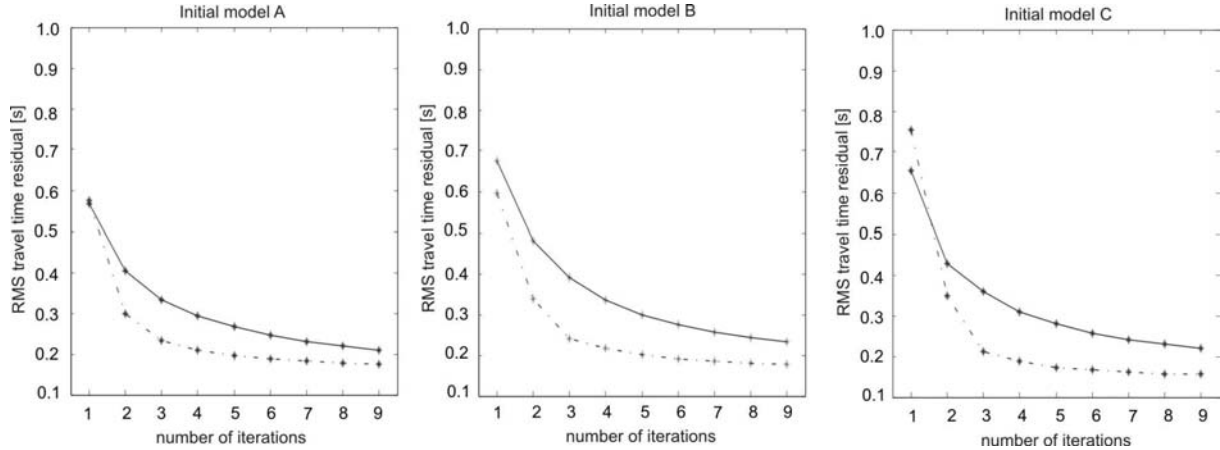 Initial model A
RMS travel time residual [s]
1.0
0.9
0.8
0.7
0.6
0.5
0.4
0.3
0.2
0.1
1 2 3 4 5 6 7 8 9
number of iterations
Initial model B
RMS travel time residual [s]
1.0
0.9
0.8
0.7
0.6
0.5
0.4
0.3
0.2
0.1
1 2 3 4 5 6 7 8 9
number of iterations
Initial model C
RMS travel time residual [s]
1.0
0.9
0.8
0.7
0.6
0.5
0.4
0.3
0.2
0.1
1 2 3 4 5 6 7 8 9
number of iterations